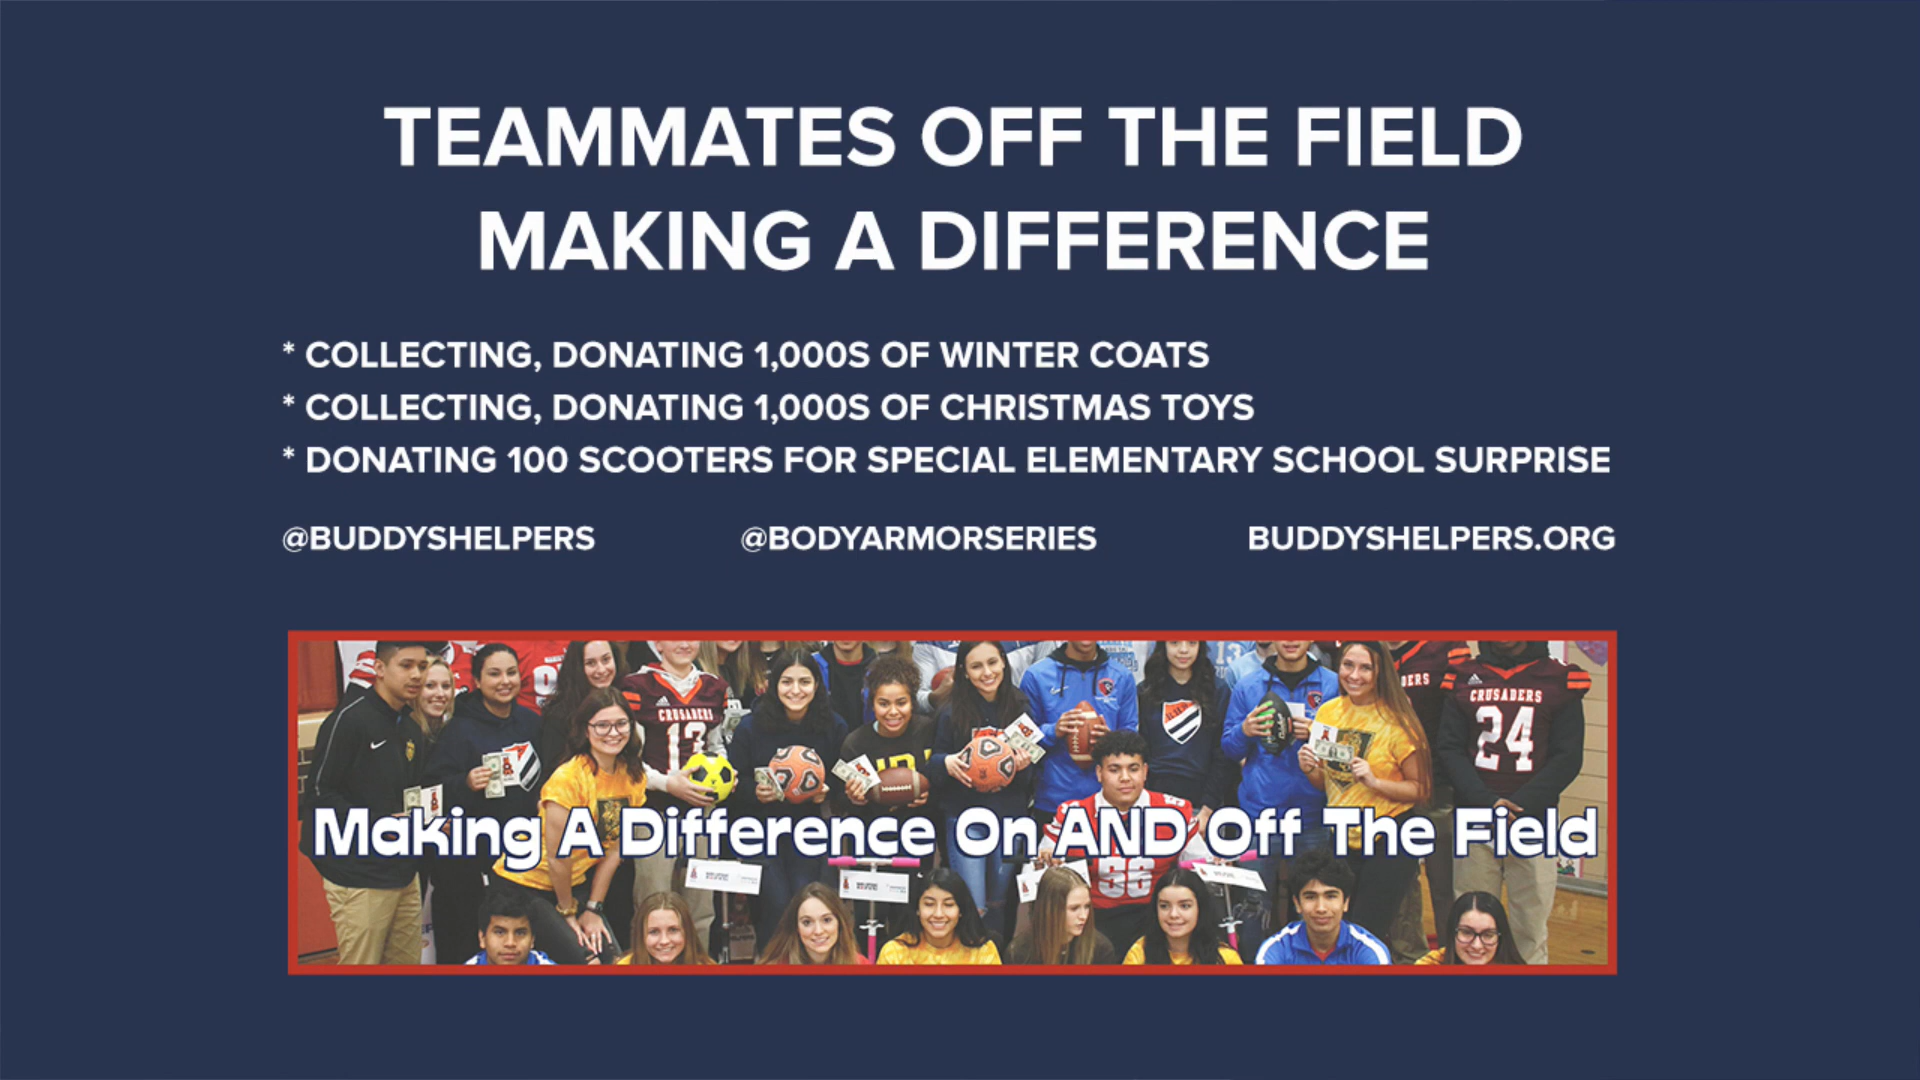 TEAMMATES OFF THE FIELD
MAKING A DIFFERENCE
* COLLECTING, DONATING 1,000S OF WINTER COATS
* COLLECTING, DONATING 1,000S OF CHRISTMAS TOYS
* DONATING 100 SCOOTERS FOR SPECIAL ELEMENTARY SCHOOL SURPRISE
@BUDDYSHELPERS @BODYARMORSERIES BUDDYSHELPERS.ORG
13
CRUSADERS
CRUSADERS
13
24
Making A Difference On AND Off The Field
56